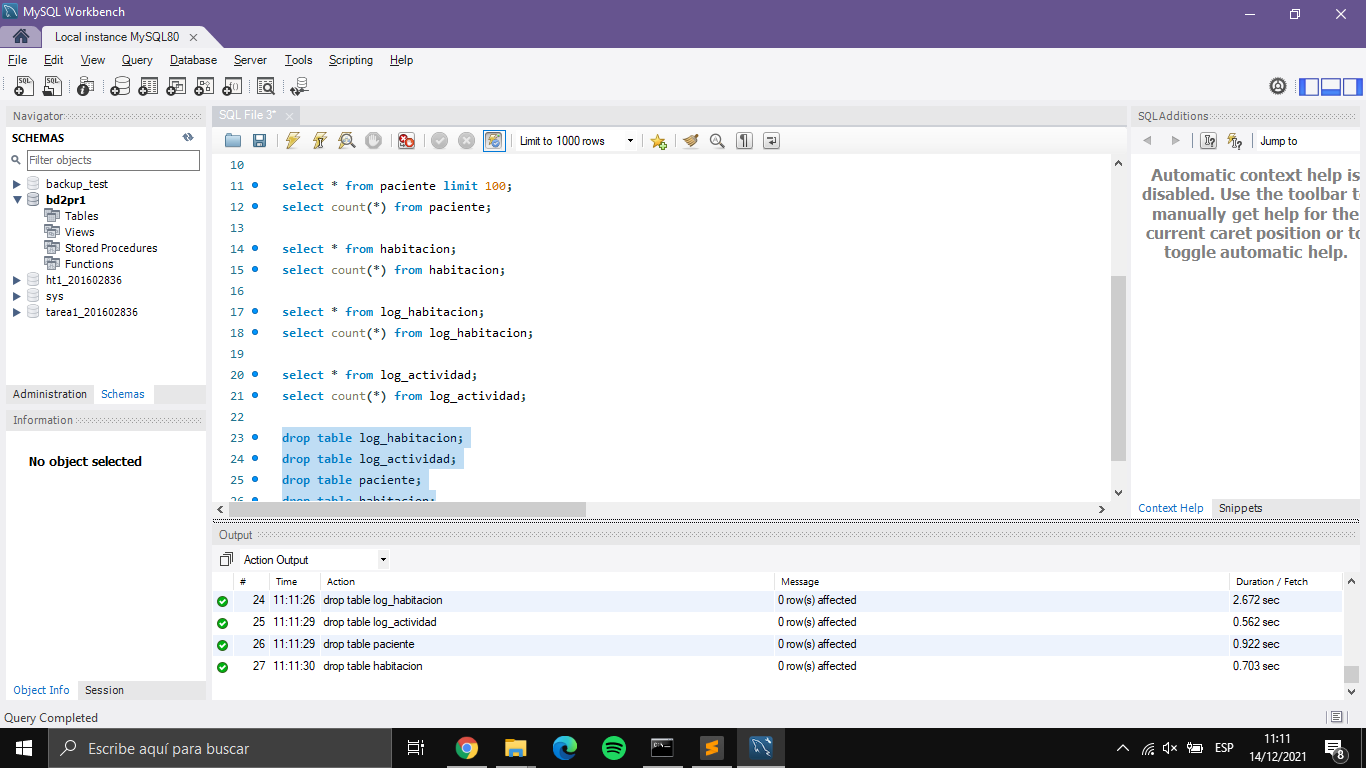 MySQL Workbench
Local instance MySQL80
File Edit View Query Database Server Tools Scripting Help
Navigator
SCHEMAS
Filter objects
backup_test
bd2pr1
Tables
Views
Stored Procedures
Functions
ht1_201602836
sys
tarea1_201602836
Administration Schemas
Information
No object selected
Object Info Session
SQL File 3*
Limit to 1000 rows
10
11 select * from paciente limit 100;
12 select count(*) from paciente;
13
14 select * from habitacion;
15 select count(*) from habitacion;
16
17 select * from log_habitacion;
18 select count(*) from log_habitacion;
19
20 select * from log_actividad;
21 select count(*) from log_actividad;
22
23 drop table log_habitacion;
24 drop table log_actividad;
25 drop table paciente;
26 drop table habitacion;
SQLAdditions
Jump to
Automatic context help is
disabled. Use the toolbar t
manually get help for the
current caret position or to
toggle automatic help.
Context Help Snippets
Output
Action Output
# Time Action Message Duration / Fetch
24 11:11:26 drop table log_habitacion 0 row(s) affected 2.672 sec
25 11:11:29 drop table log_actividad 0 row(s) affected 0.562 sec
26 11:11:29 drop table paciente 0 row(s) affected 0.922 sec
27 11:11:30 drop table habitacion 0 row(s) affected 0.703 sec
Query Completed
Escribe aquí para buscar
ESP
11:11
14/12/2021
8